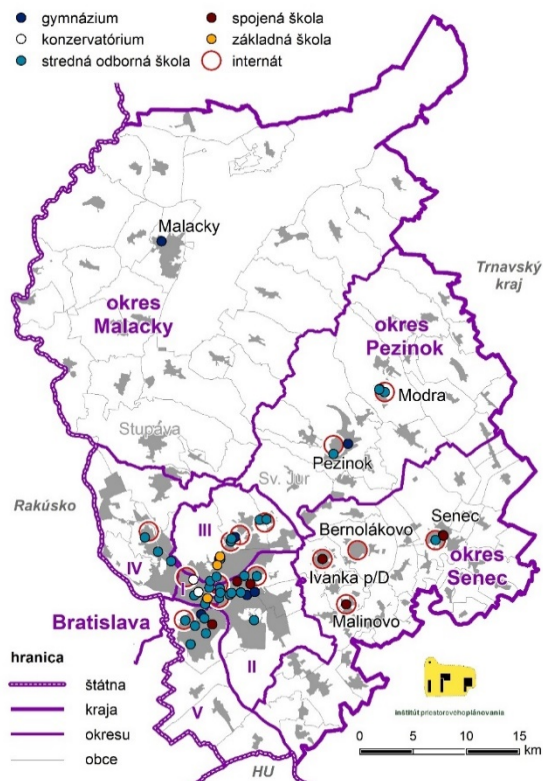 gymnázium
spojená škola
konzervatórium
základná škola
stredná odborná škola
internát
Malacky
okres
Malacky
Trnavský
kraj
okres
Pezinok
Modra
Stupava
Pezinok
Sv. Jur
Rakúsko
III
Bernolákovo
Senec
IV
I
Ivanka p/D
okres
Senec
Malinovo
Bratislava
II
hranica
štátna
kraja
okresu
obce
V
HU
inštitút priestorového plánovania
0 5 10 15
km